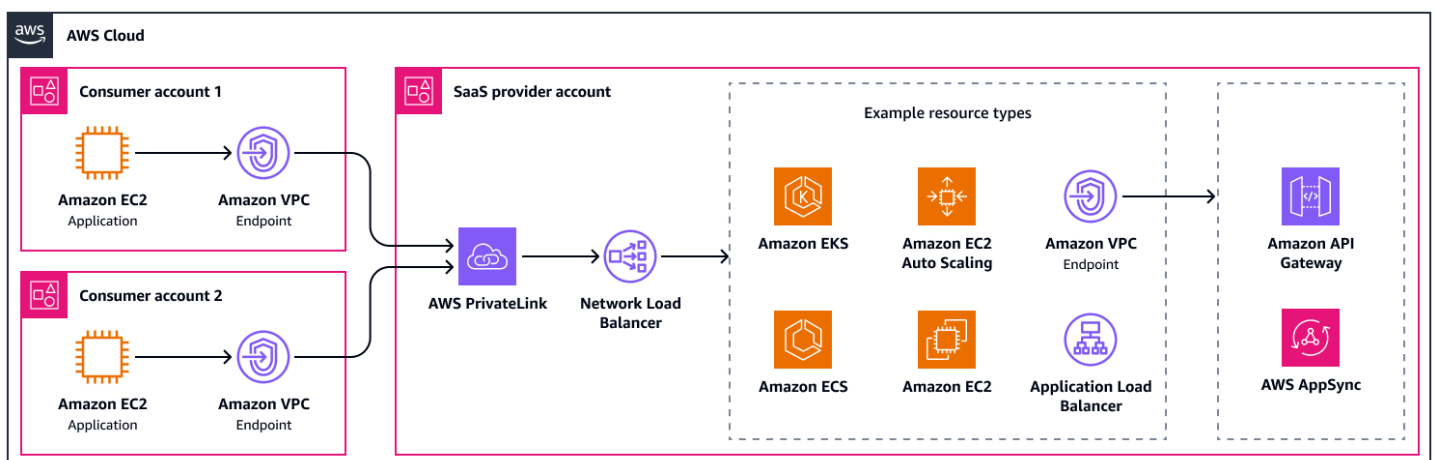 aws
AWS Cloud
Consumer account 1
Amazon EC2
Application
Amazon VPC
Endpoint
Consumer account 2
Amazon EC2
Application
Amazon VPC
Endpoint
SaaS provider account
AWS PrivateLink
Network Load
Balancer
Example resource types
K
Amazon EKS
Amazon EC2
Auto Scaling
Amazon VPC
Endpoint
Amazon ECS
Amazon EC2
Application Load
Balancer
</>
Amazon API
Gateway
AWS AppSync